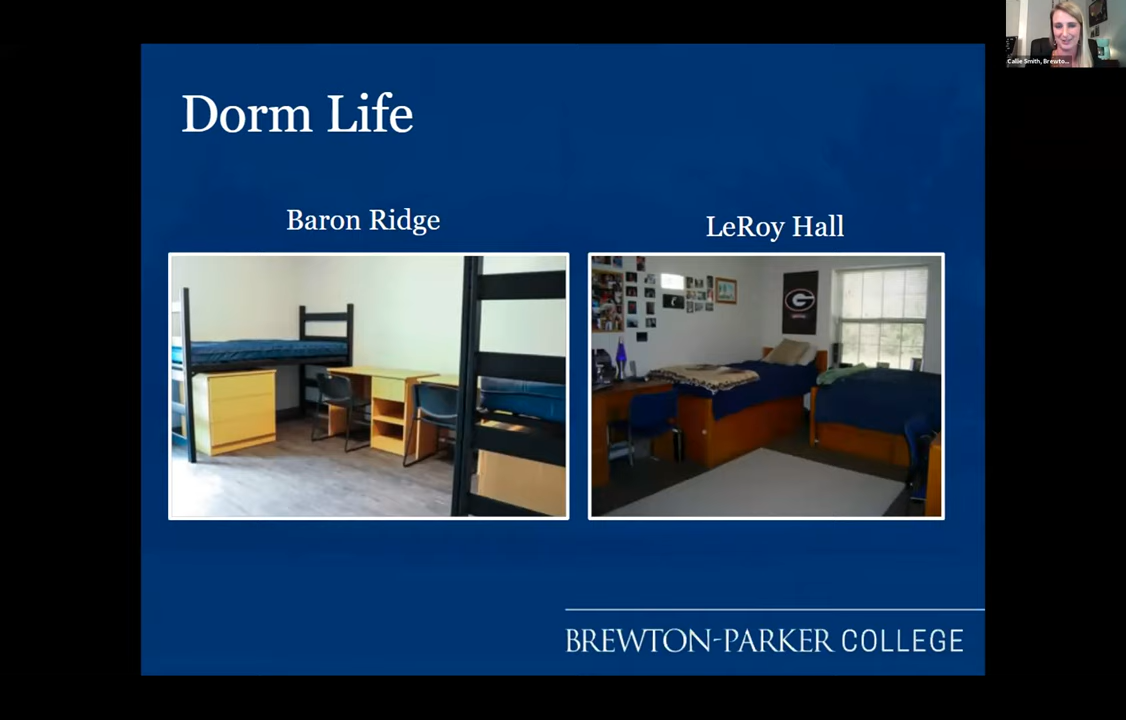 Callie Smith, Brewto...
Dorm Life
Baron Ridge
LeRoy Hall
G
BREWTON-PARKER COLLEGE